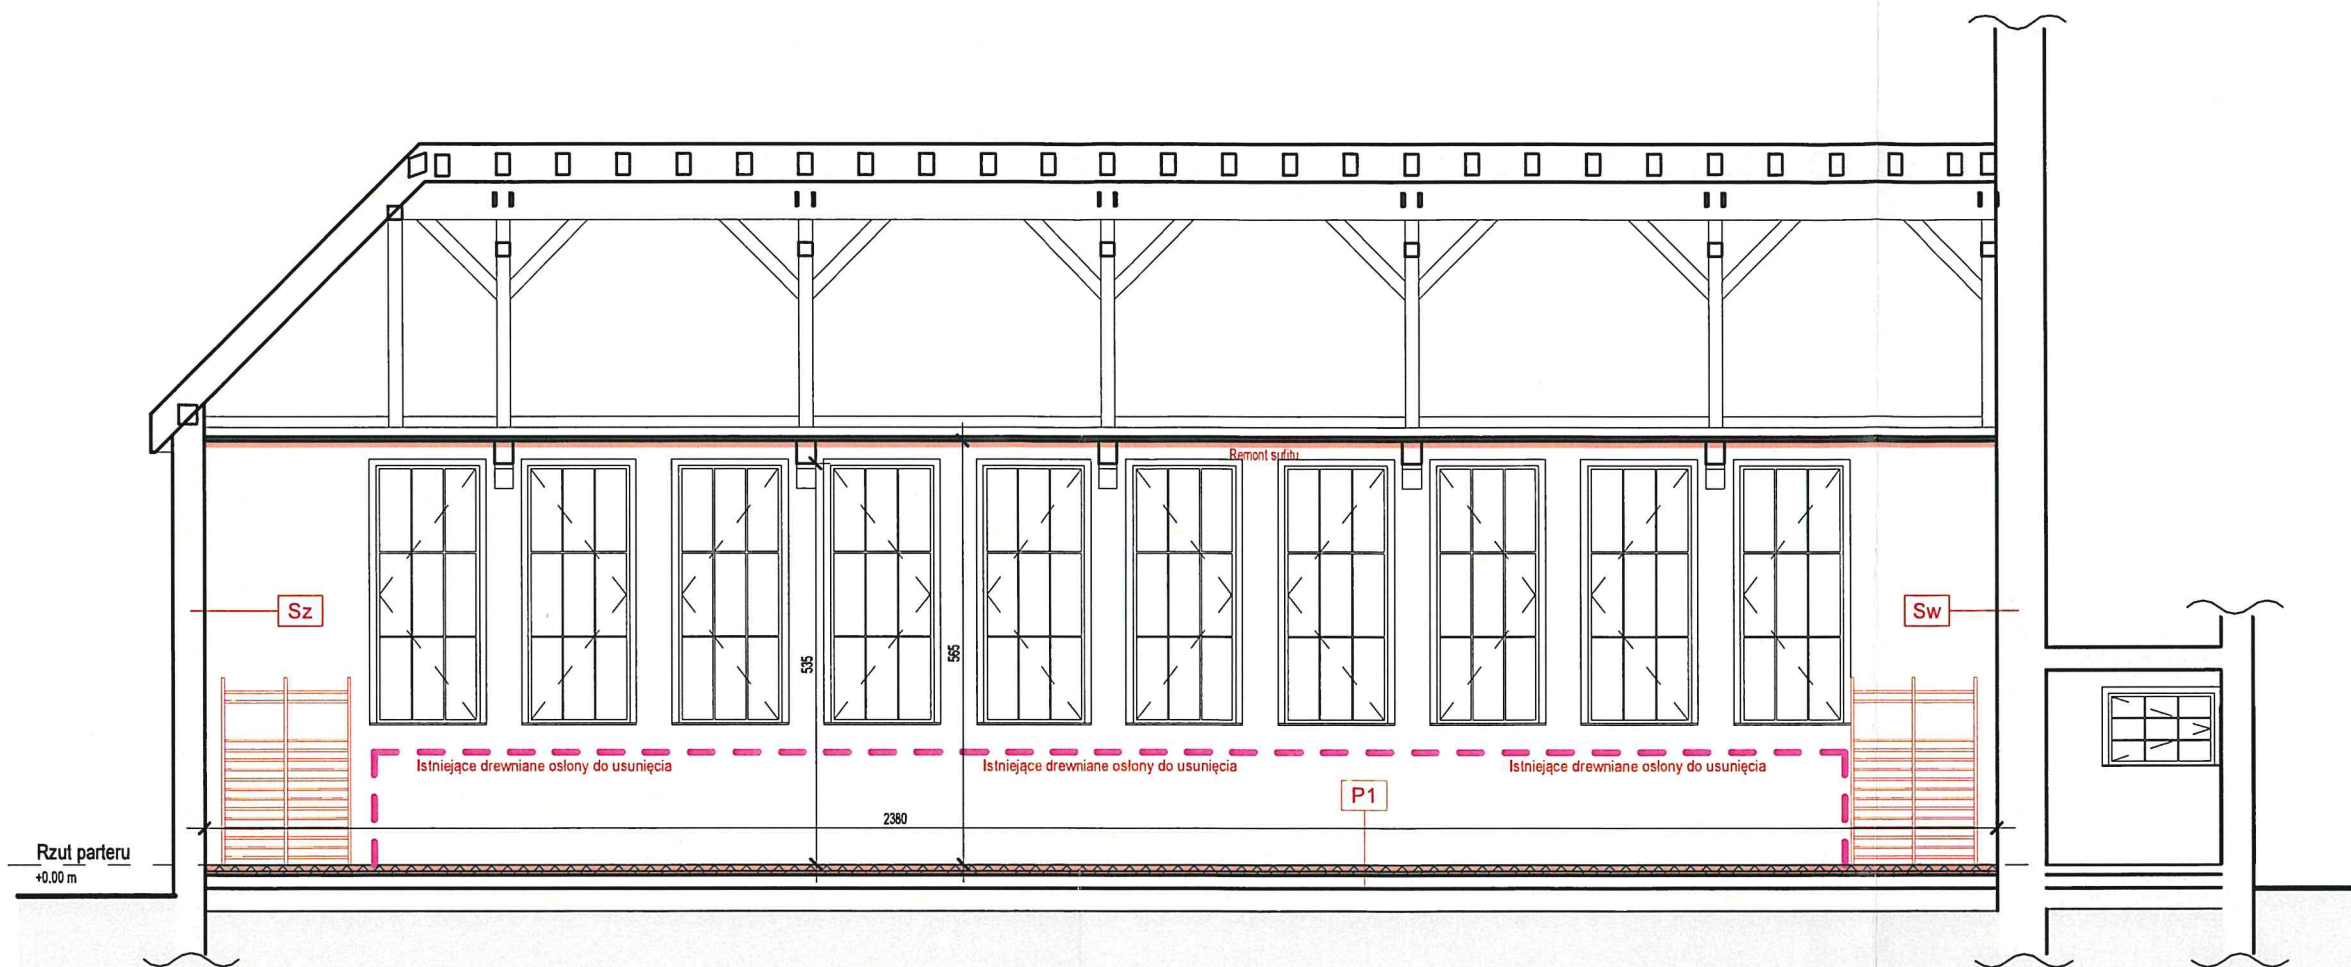 Remont sufitu
Sz
Sw
535
565
Istniejące drewniane osłony do usunięcia
Istniejące drewniane osłony do usunięcia
Istniejące drewniane osłony do usunięcia
P1
2380
Rzut parteru
+0.00 m